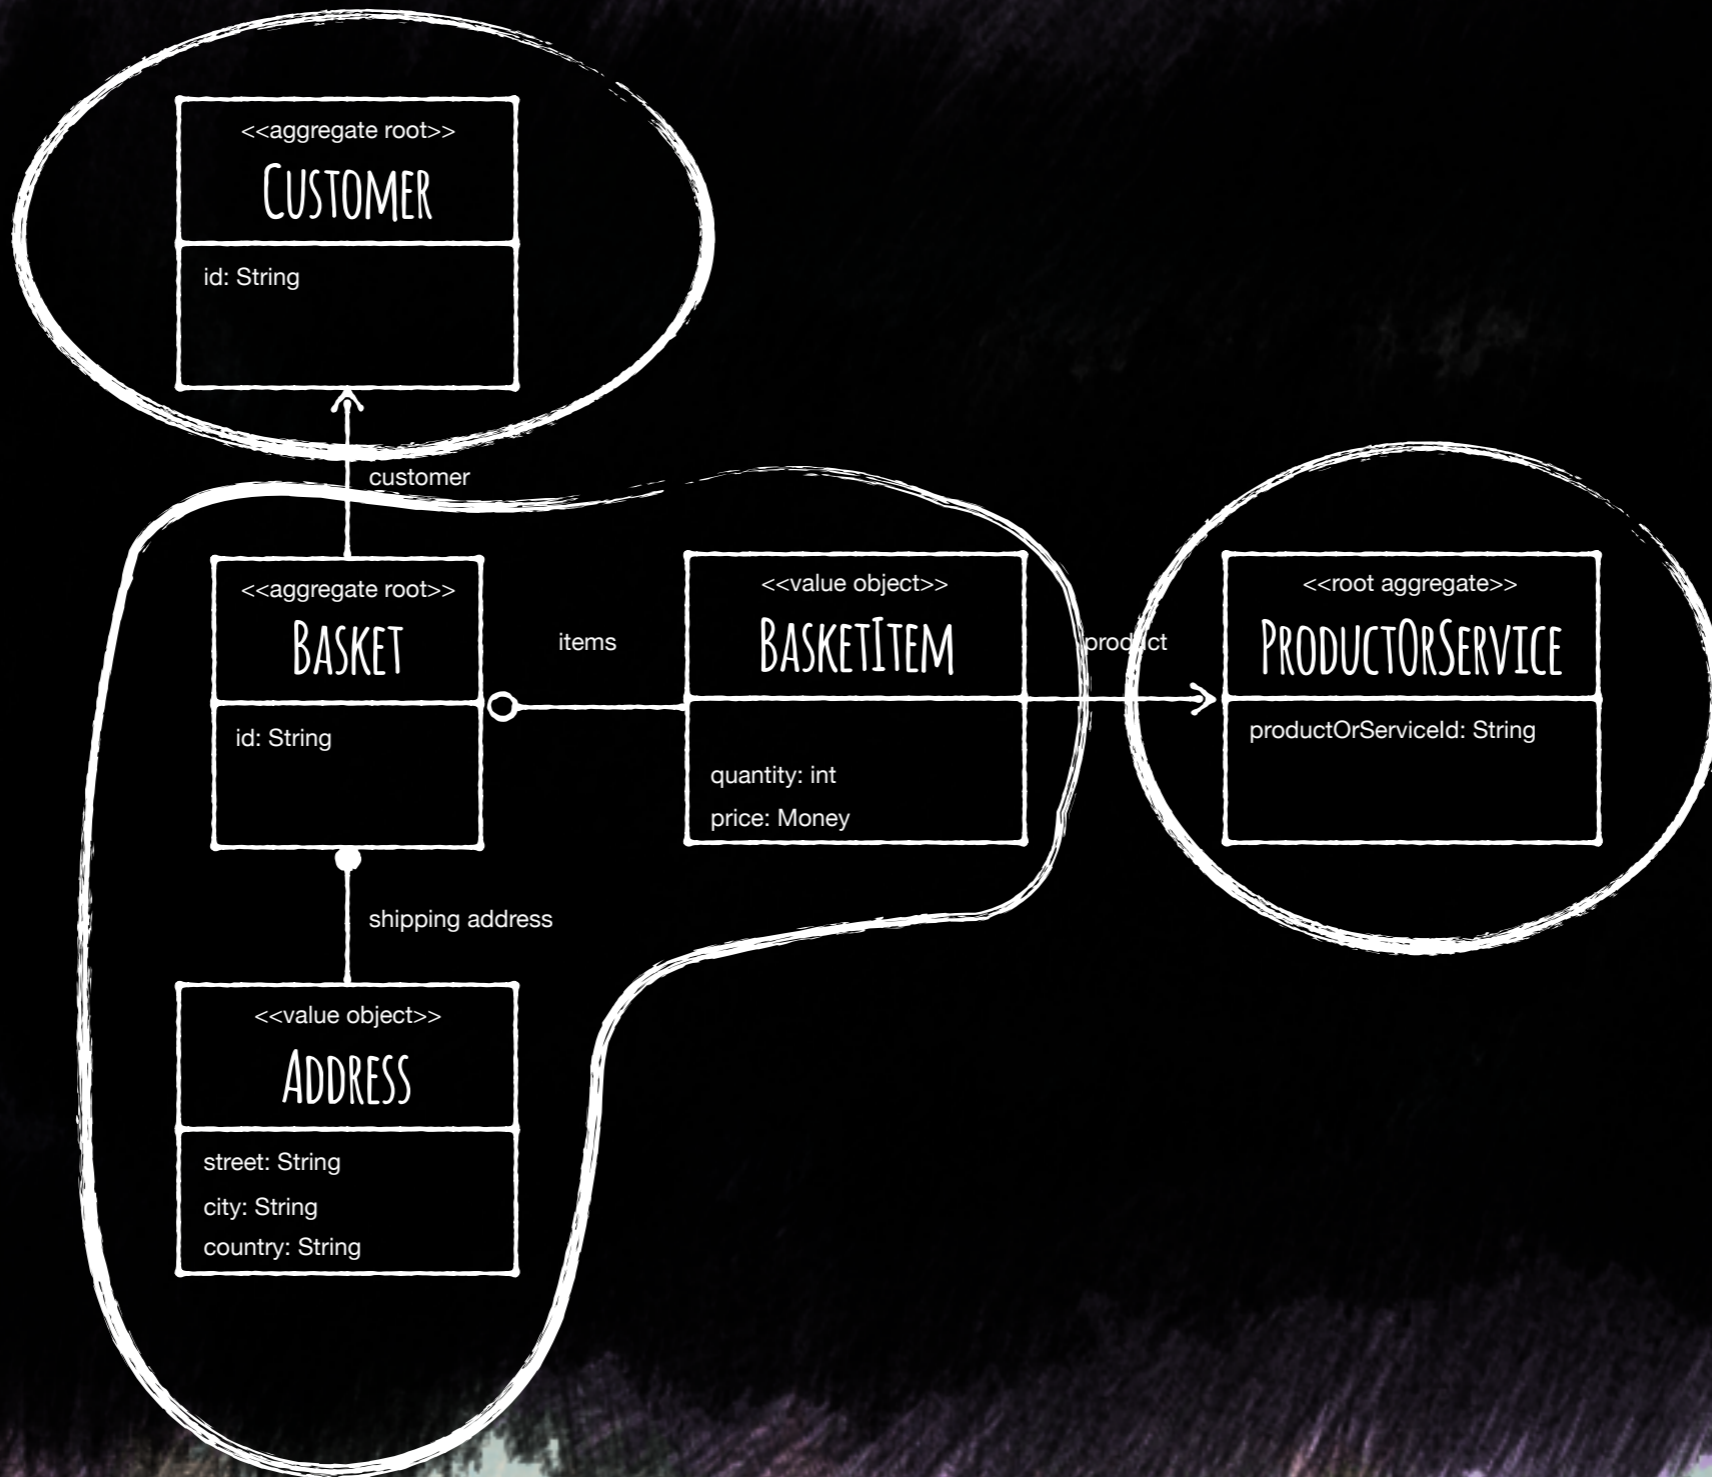 <<aggregate root>>
CUSTOMER
id: String
customer
<<aggregate root>>
BASKET
id: String
items
<<value object>>
BASKETITEM
quantity: int
price: Money
product
<<root aggregate>>
PRODUCTORSERVICE
productOrServiceId: String
shipping address
<<value object>>
ADDRESS
street: String
city: String
country: String